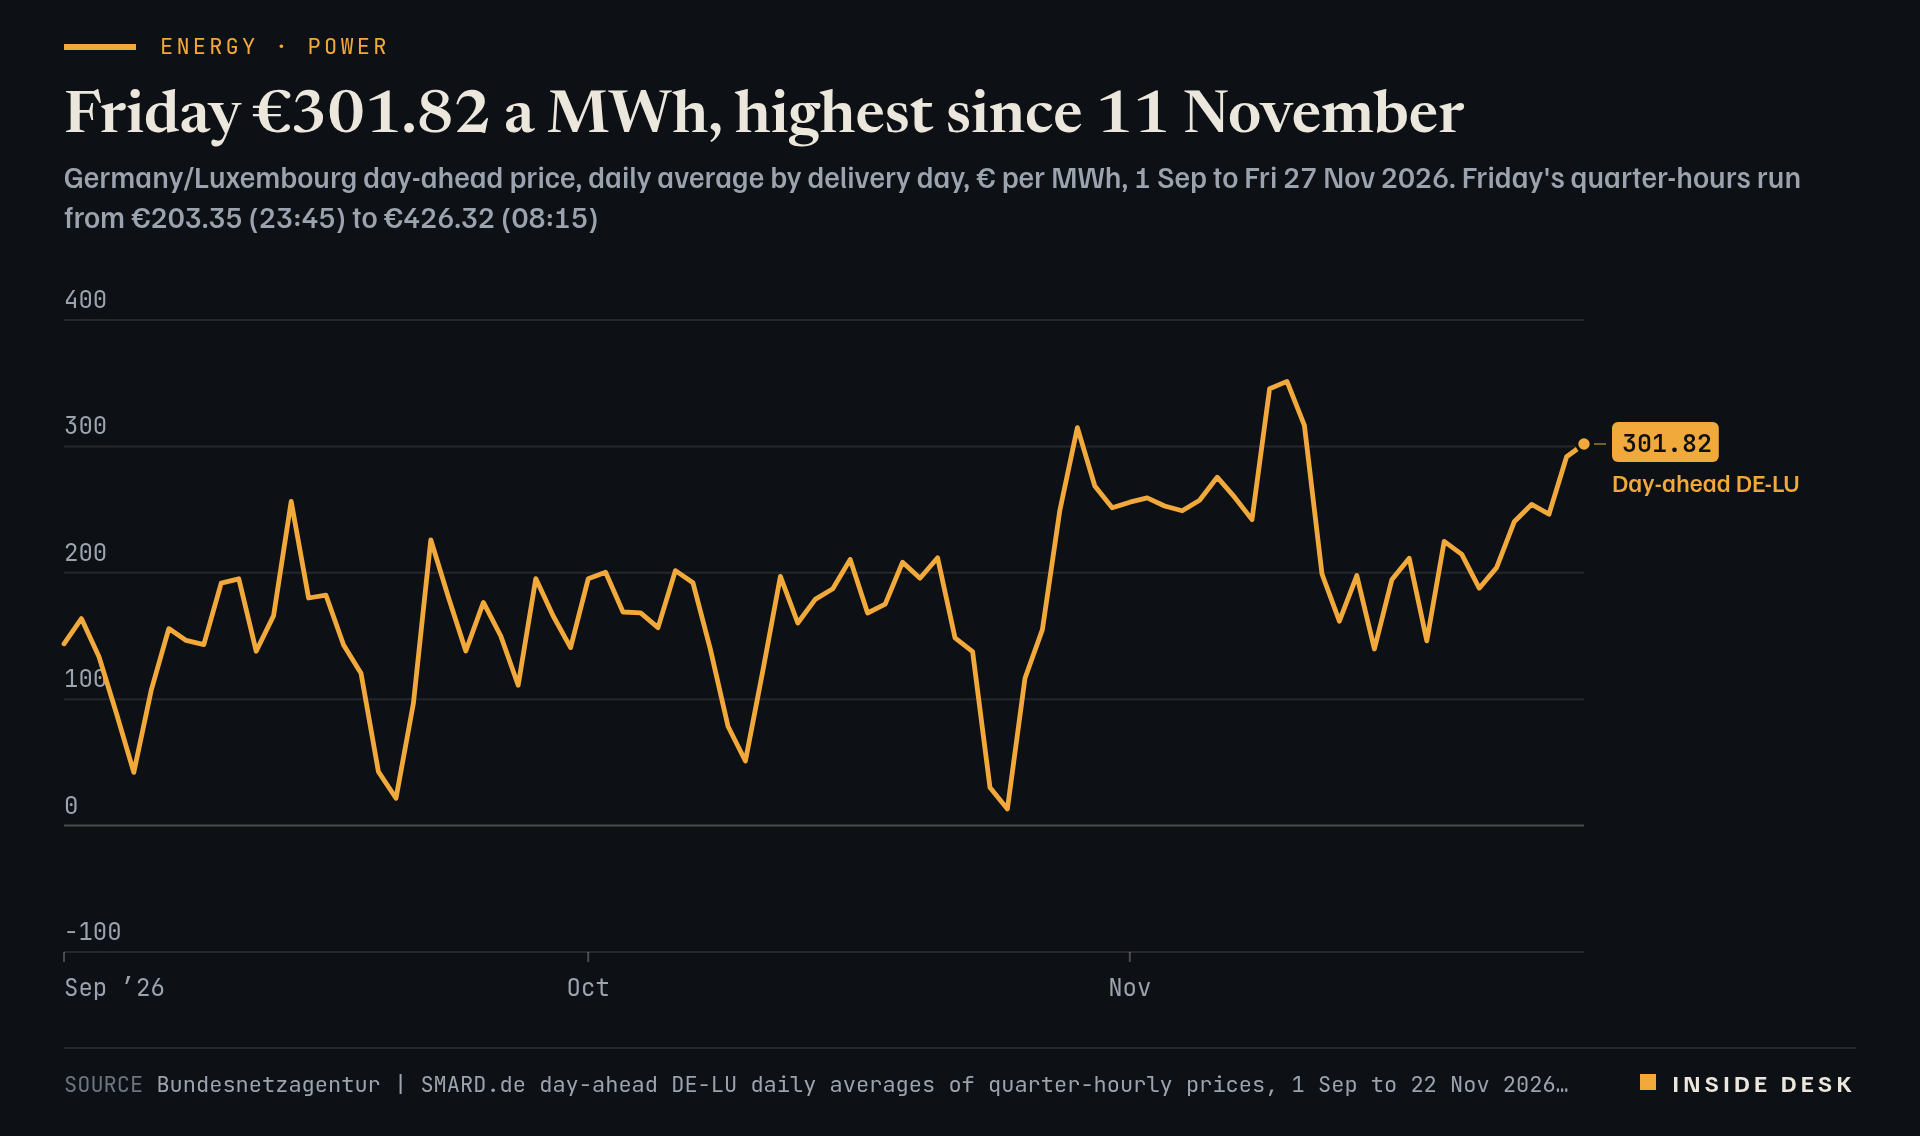 ENERGY · POWER
Friday €301.82 a MWh, highest since 11 November
Germany/Luxembourg day-ahead price, daily average by delivery day, € per MWh, 1 Sep to Fri 27 Nov 2026. Friday's quarter-hours run
from €203.35 (23:45) to €426.32 (08:15)
400
300
301.82
Day-ahead DE-LU
200
100
0
-100
Sep ’26 Oct Nov
SOURCE Bundesnetzagentur | SMARD.de day-ahead DE-LU daily averages of quarter-hourly prices, 1 Sep to 22 Nov 2026…
INSIDE DESK